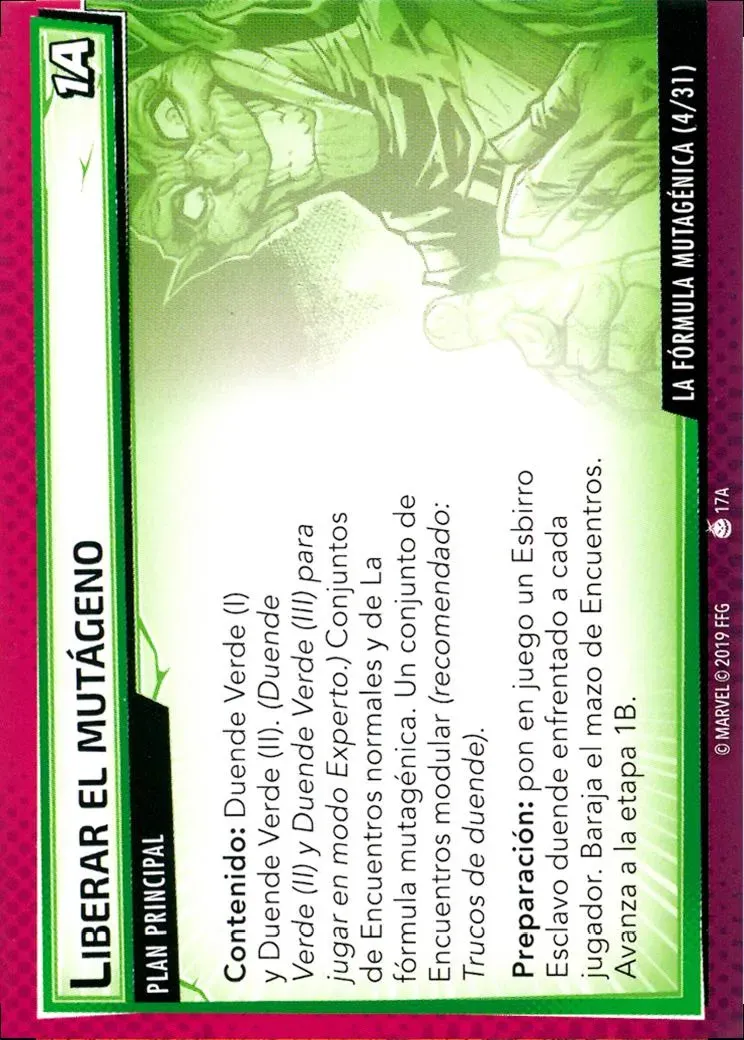 LIBERAR EL MUTÁGENO
1A
PLAN PRINCIPAL
Contenido: Duende Verde (I)
y Duende Verde (II). (Duende
Verde (II) y Duende Verde (III) para
jugar en modo Experto.) Conjuntos
de Encuentros normales y de La
fórmula mutagénica. Un conjunto de
Encuentros modular (recomendado:
Trucos de duende).
Preparación: pon en juego un Esbirro
Esclavo duende enfrentado a cada
jugador. Baraja el mazo de Encuentros.
Avanza a la etapa 1B.
LA FÓRMULA MUTAGÉNICA (4/31)
© MARVEL © 2019 FFG
17A